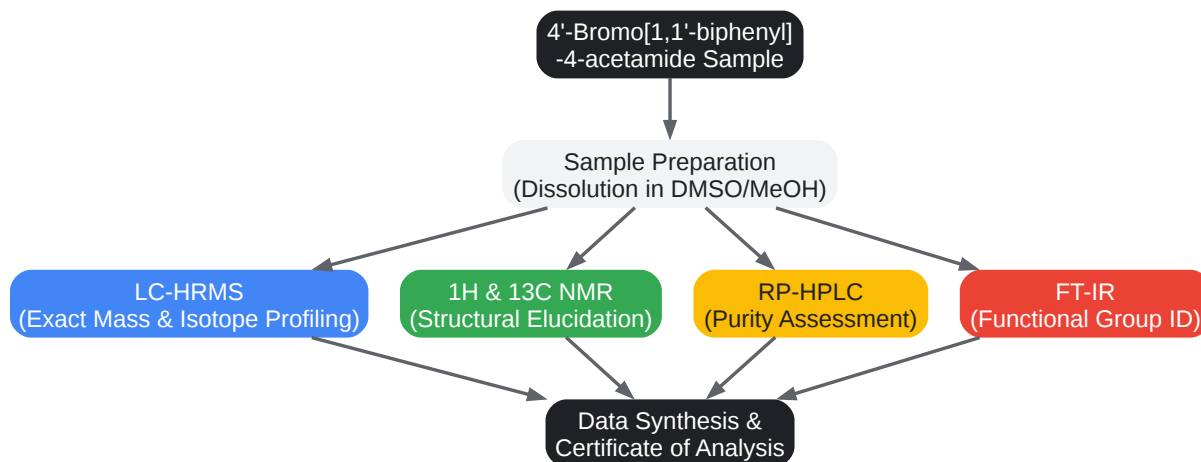 4'-Bromo[1,1'-biphenyl]
-4-acetamide Sample
Sample Preparation
(Dissolution in DMSO/MeOH)
LC-HRMS
(Exact Mass & Isotope Profiling)
1H & 13C NMR
(Structural Elucidation)
RP-HPLC
(Purity Assessment)
FT-IR
(Functional Group ID)
Data Synthesis &
Certificate of Analysis